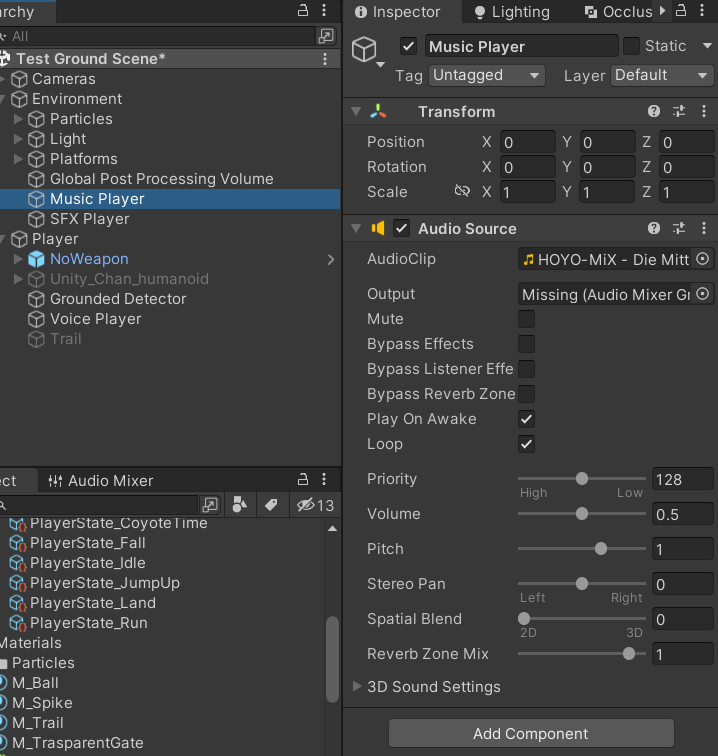 rarchy
All
Test Ground Scene*
Cameras
Environment
Particles
Light
Platforms
Global Post Processing Volume
Music Player
SFX Player
Player
NoWeapon
Unity_Chan_humanoid
Grounded Detector
Voice Player
Trail
ect
Audio Mixer
13
PlayerState_CoyoteTime
PlayerState_Fall
PlayerState_Idle
PlayerState_JumpUp
PlayerState_Land
PlayerState_Run
Materials
Particles
M_Ball
M_Spike
M_Trail
M_TrasparentGate
Inspector
Lighting
Occlus
Music Player
Static
Tag Untagged Layer Default
Transform
Position X 0 Y 0 Z 0
Rotation X 0 Y 0 Z 0
Scale X 1 Y 1 Z 1
Audio Source
AudioClip HOYO-MiX - Die Mitt
Output Missing (Audio Mixer Gr
Mute
Bypass Effects
Bypass Listener Effe
Bypass Reverb Zone
Play On Awake
Loop
Priority 128
High Low
Volume 0.5
Pitch 1
Stereo Pan 0
Left Right
Spatial Blend 0
2D 3D
Reverb Zone Mix 1
3D Sound Settings
Add Component